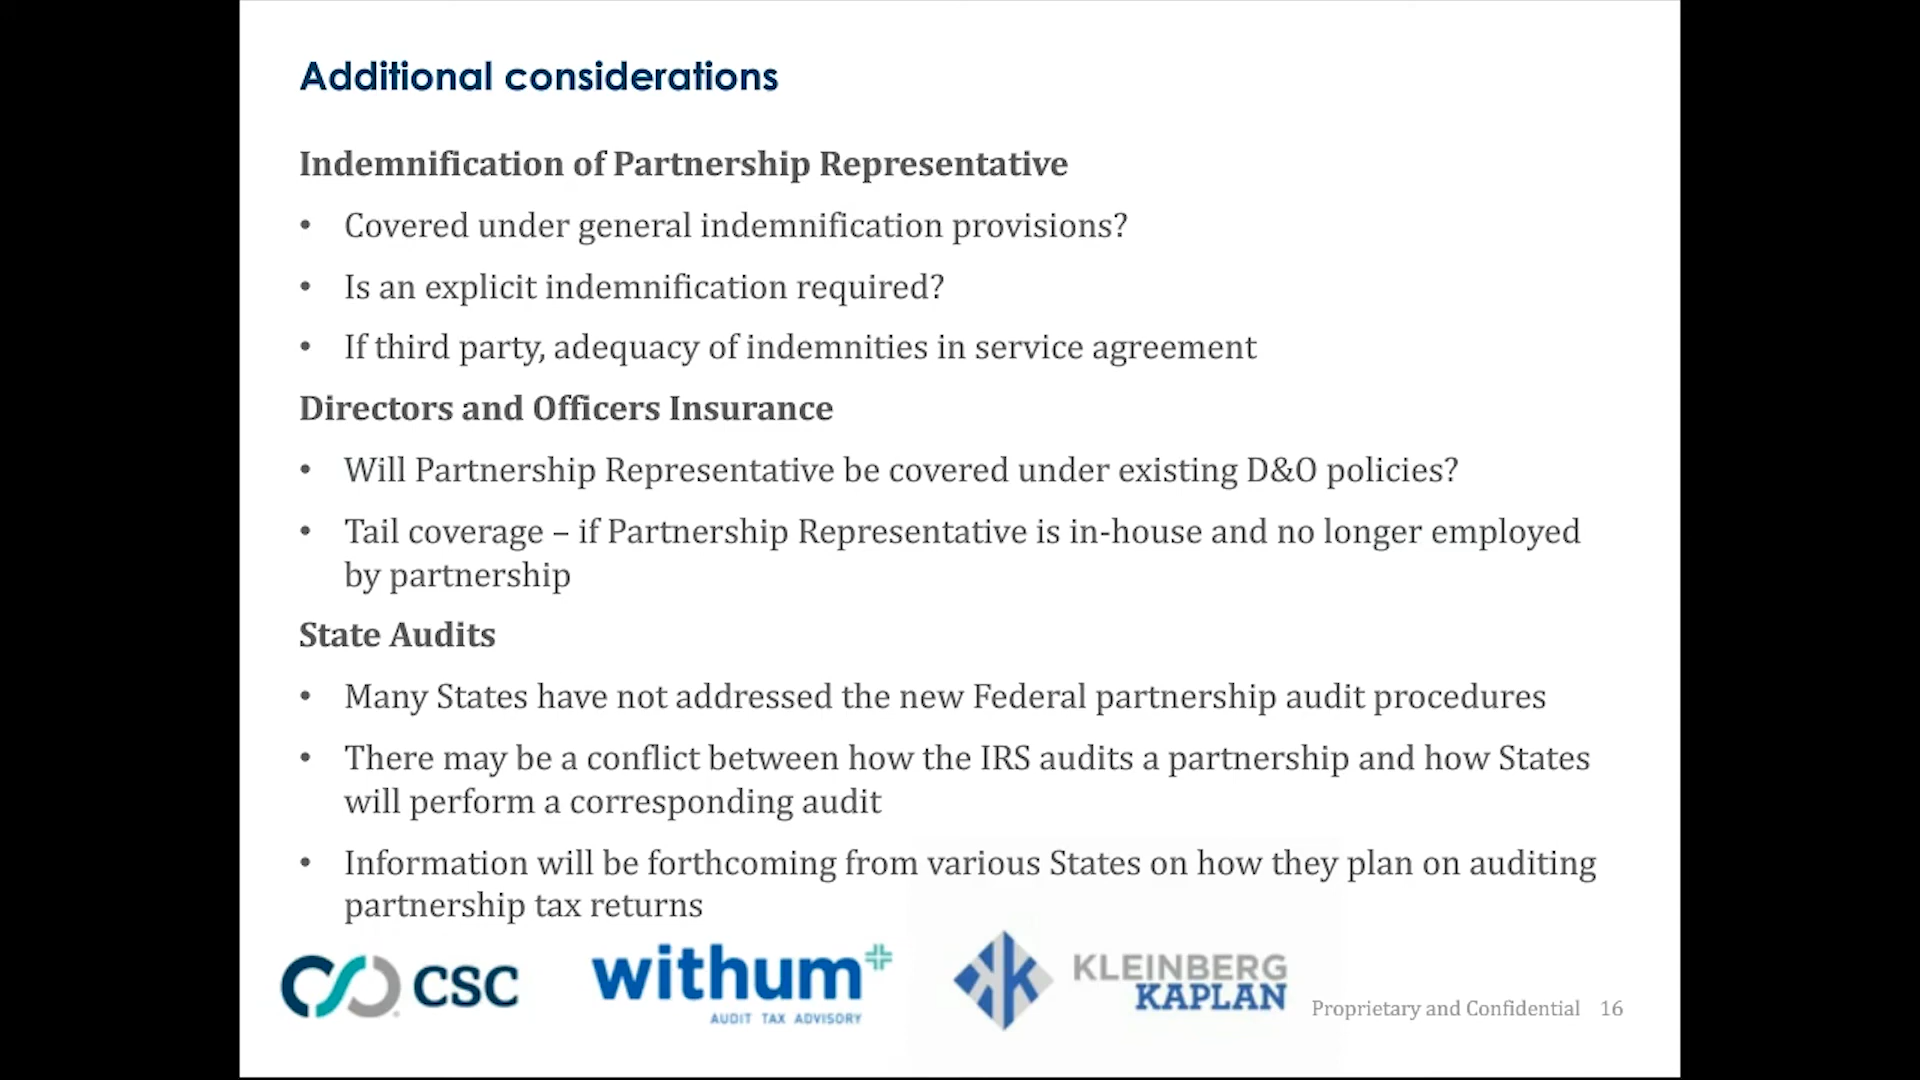 Additional considerations
Indemnification of Partnership Representative
• Covered under general indemnification provisions?
• Is an explicit indemnification required?
• If third party, adequacy of indemnities in service agreement
Directors and Officers Insurance
• Will Partnership Representative be covered under existing D&O policies?
• Tail coverage – if Partnership Representative is in-house and no longer employed
by partnership
State Audits
• Many States have not addressed the new Federal partnership audit procedures
• There may be a conflict between how the IRS audits a partnership and how States
will perform a corresponding audit
• Information will be forthcoming from various States on how they plan on auditing
partnership tax returns
CSC
withum+
AUDIT TAX ADVISORY
KLEINBERG
KAPLAN
Proprietary and Confidential 16